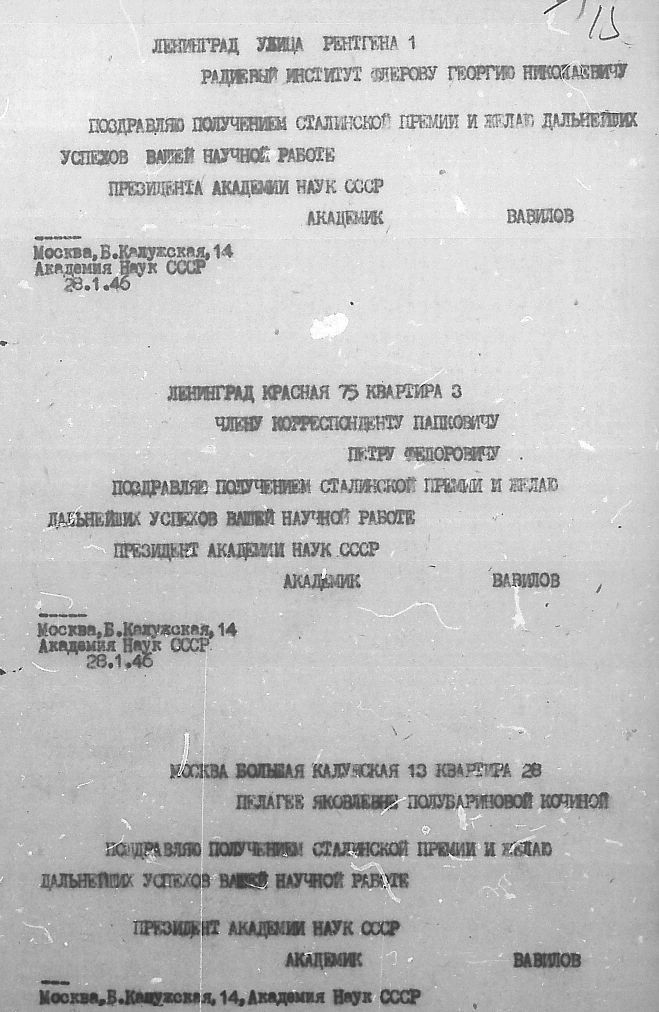 15
ЛЕНИНГРАД УЛИЦА РЕНТГЕНА 1
РАДИЕВЫЙ ИНСТИТУТ ФЛЕРОВУ ГЕОРГИЮ НИКОЛАЕВИЧУ
ПОЗДРАВЛЯЮ ПОЛУЧЕНИЕМ СТАЛИНСКОЙ ПРЕМИИ И ЖЕЛАЮ ДАЛЬНЕЙШИХ
УСПЕХОВ ВАШЕЙ НАУЧНОЙ РАБОТЕ
ПРЕЗИДЕНТА АКАДЕМИИ НАУК СССР
АКАДЕМИК ВАВИЛОВ
Москва,Б.Калужская,14
Академия Наук СССР
28.1.46
ЛЕНИНГРАД КРАСНАЯ 75 КВАРТИРА 3
ЧЛЕНУ КОРРЕСПОНДЕНТУ ПАПКОВИЧУ
ПЕТРУ ФЕДОРОВИЧУ
ПОЗДРАВЛЯЮ ПОЛУЧЕНИЕМ СТАЛИНСКОЙ ПРЕМИИ И ЖЕЛАЮ
ДАЛЬНЕЙШИХ УСПЕХОВ ВАШЕЙ НАУЧНОЙ РАБОТЕ
ПРЕЗИДЕНТ АКАДЕМИИ НАУК СССР
АКАДЕМИК ВАВИЛОВ
Москва,Б.Калужская,14
Академия Наук СССР
28.1.46
МОСКВА БОЛЬШАЯ КАЛУЖСКАЯ 13 КВАРТИРА 28
ПЕЛАГЕЕ ЯКОВЛЕВНЕ ПОЛУБАРИНОВОЙ КОЧИНОЙ
ПОЗДРАВЛЯЮ ПОЛУЧЕНИЕМ СТАЛИНСКОЙ ПРЕМИИ И ЖЕЛАЮ
ДАЛЬНЕЙШИХ УСПЕХОВ ВАШЕЙ НАУЧНОЙ РАБОТЕ
ПРЕЗИДЕНТ АКАДЕМИИ НАУК СССР
АКАДЕМИК ВАВИЛОВ
Москва,Б.Калужская,14,Академия Наук СССР